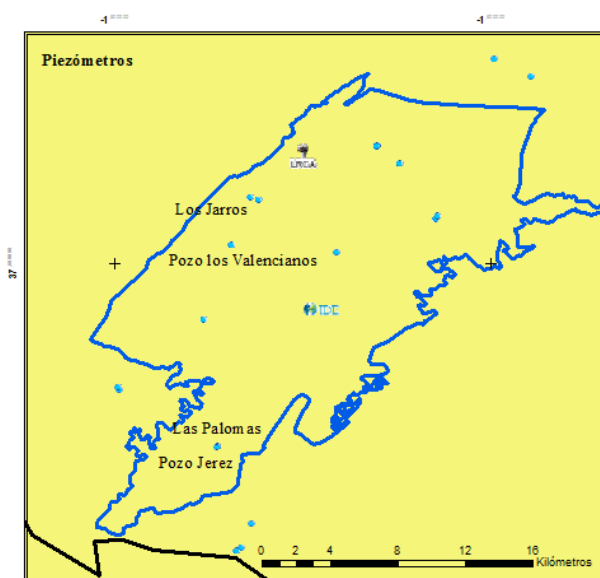 -1
-1
Piezómetros
Los Jarros
Pozo los Valencianos
37
IDE
Las Palomas
Pozo Jerez
0 2 4 8 12 16
Kilómetros